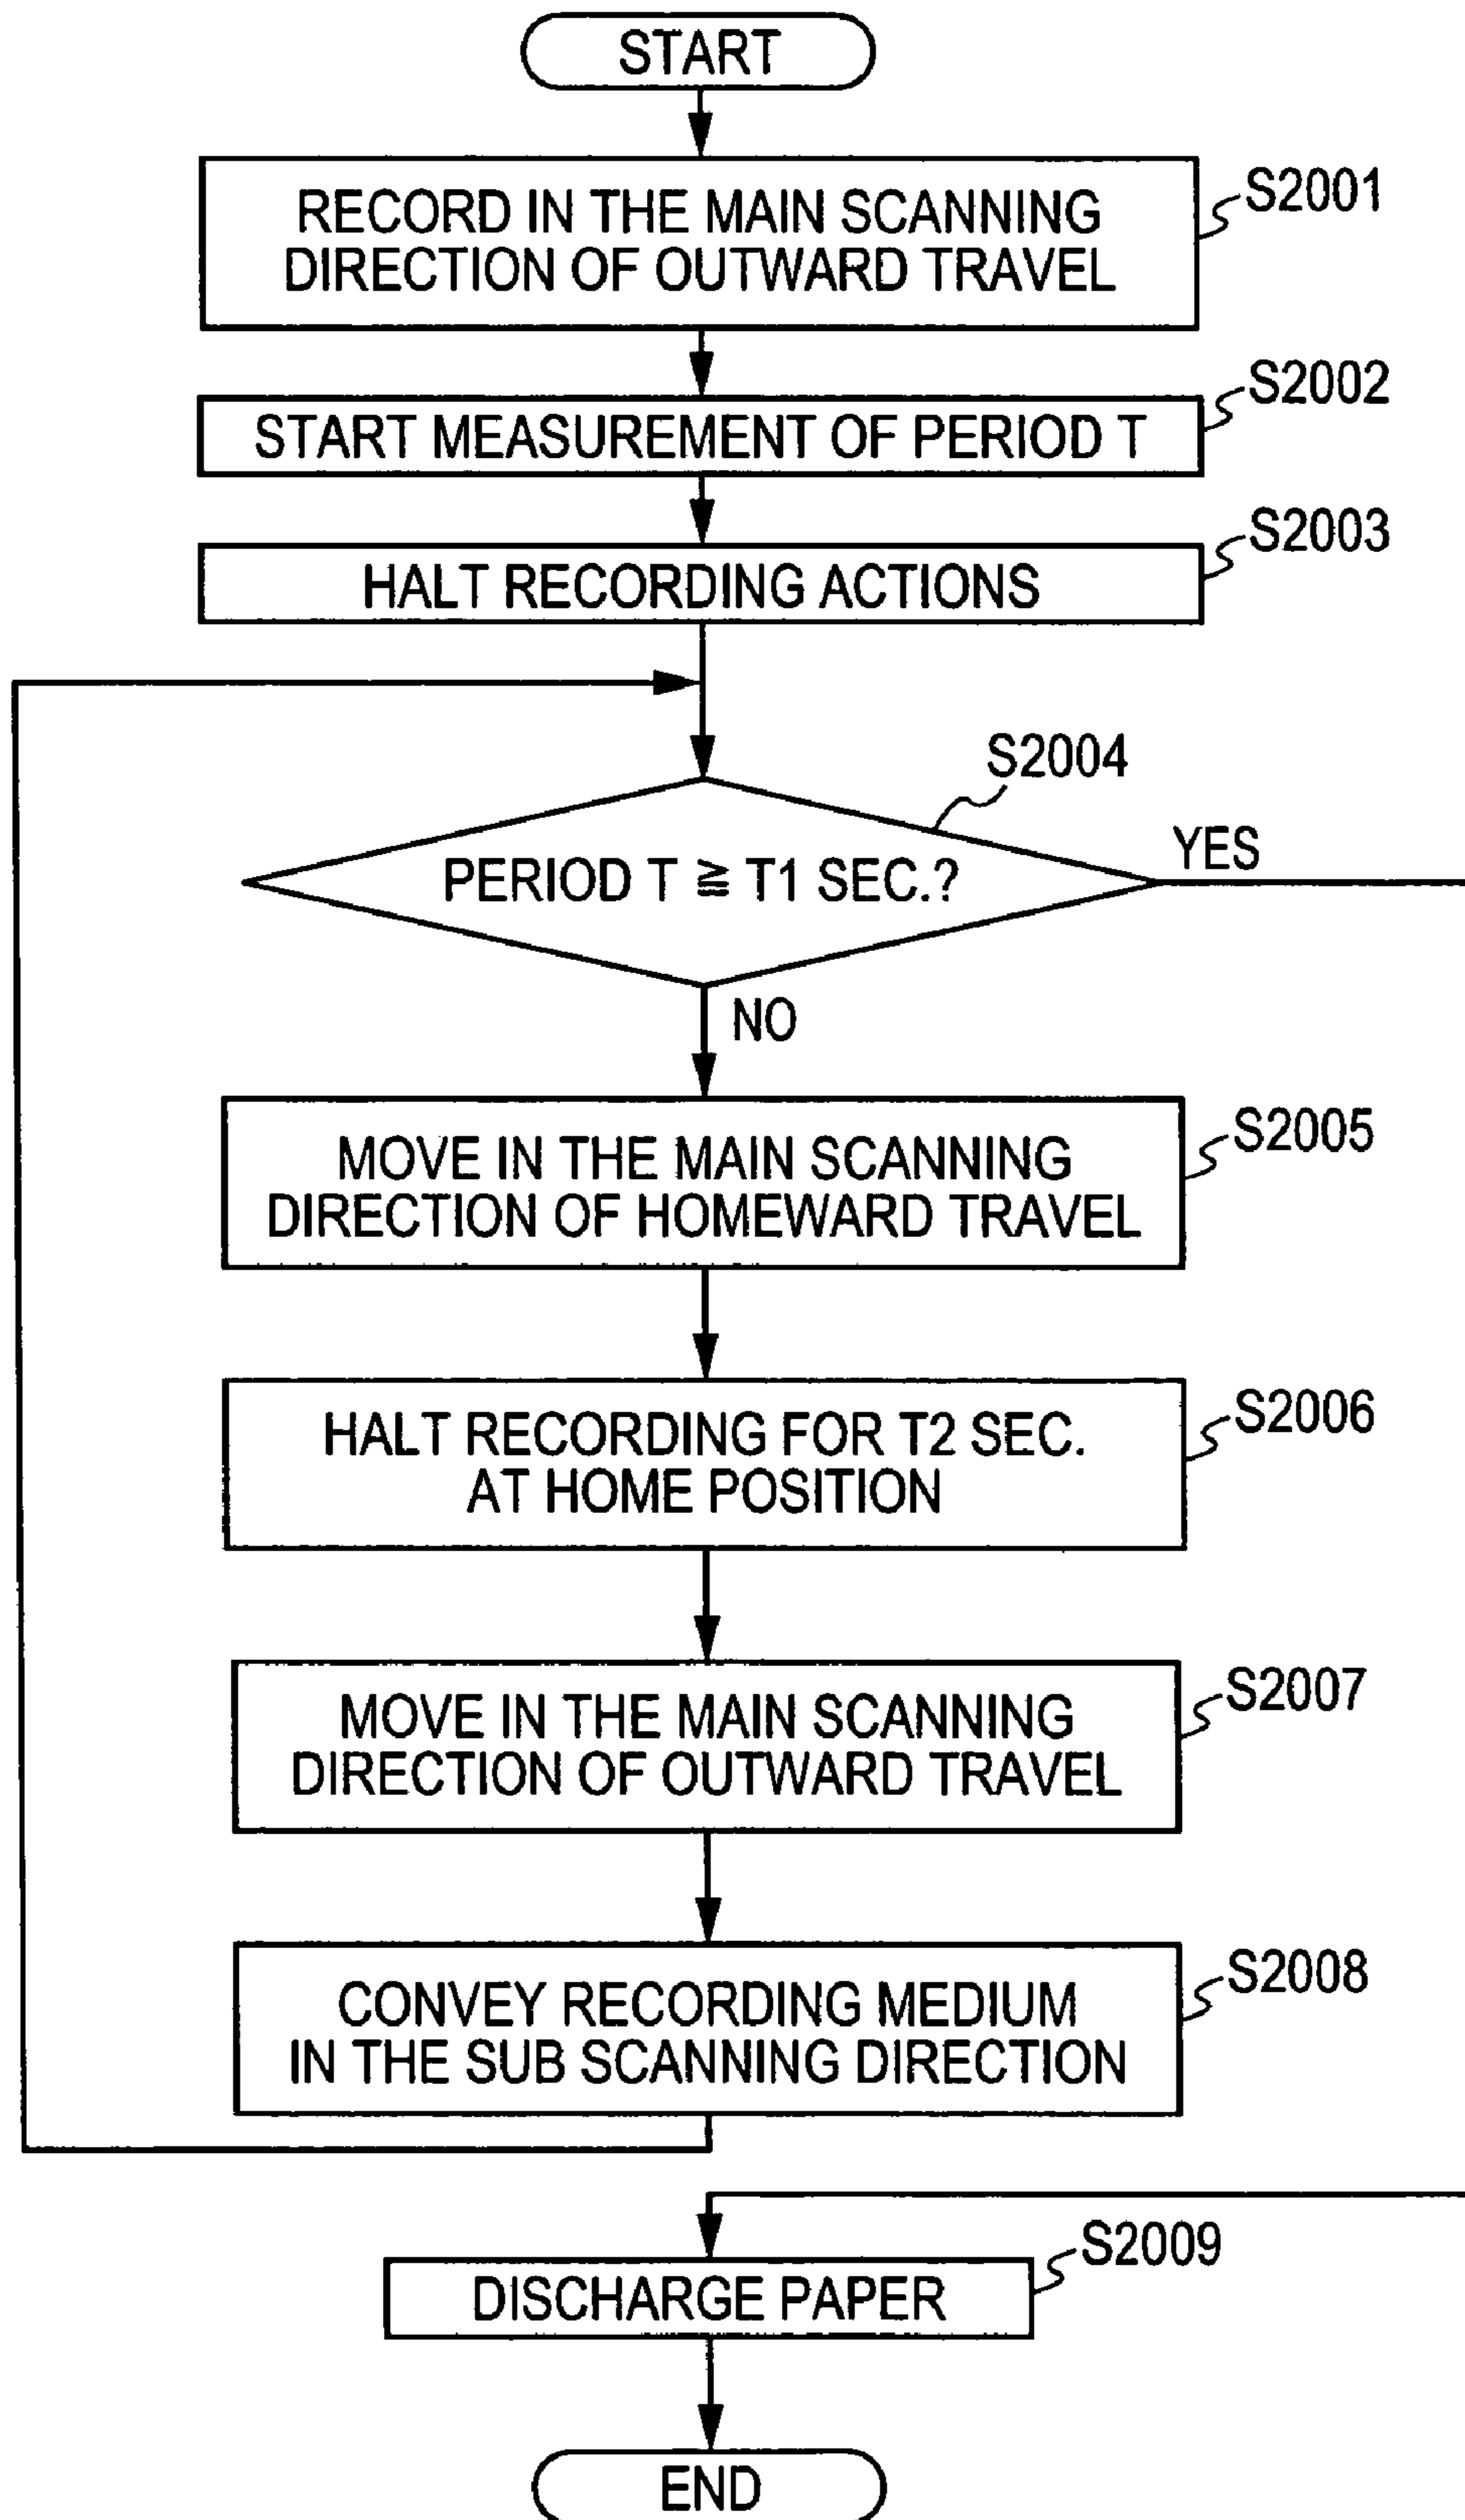 START
RECORD IN THE MAIN SCANNING
DIRECTION OF OUTWARD TRAVEL
S2001
START MEASUREMENT OF PERIOD T
S2002
HALT RECORDING ACTIONS
S2003
S2004
PERIOD T ≧ T1 SEC.?
YES
NO
MOVE IN THE MAIN SCANNING
DIRECTION OF HOMEWARD TRAVEL
S2005
HALT RECORDING FOR T2 SEC.
AT HOME POSITION
S2006
MOVE IN THE MAIN SCANNING
DIRECTION OF OUTWARD TRAVEL
S2007
CONVEY RECORDING MEDIUM
IN THE SUB SCANNING DIRECTION
S2008
DISCHARGE PAPER
S2009
END